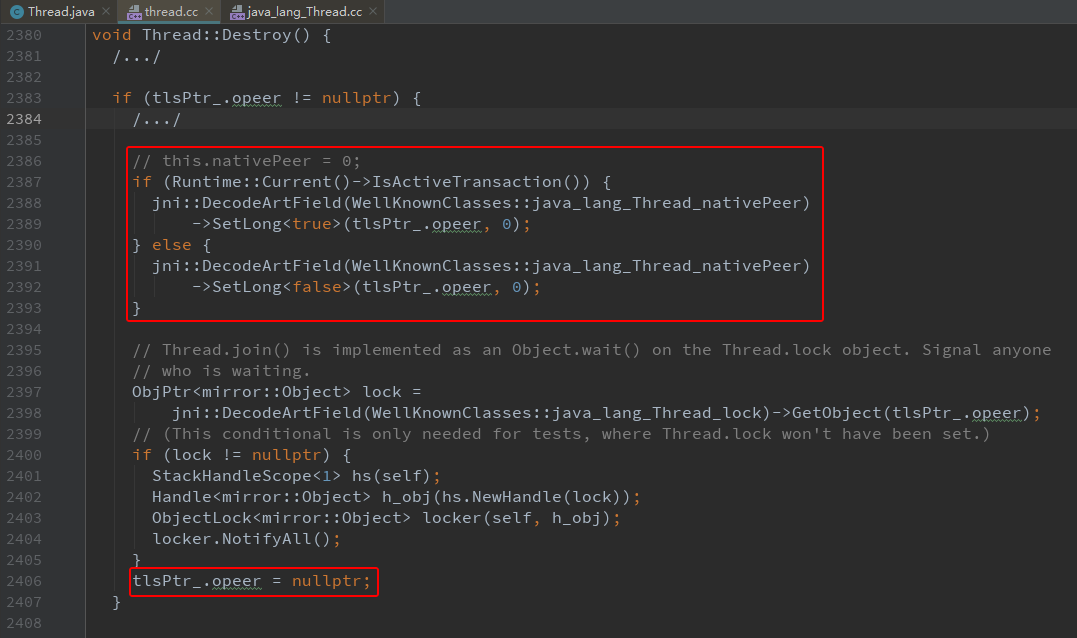 Thread.java × thread.cc × java_lang_Thread.cc ×
2380 void Thread::Destroy() {
2381 /.../
2382
2383 if (tlsPtr_.opeer != nullptr) {
2384 /.../
2385
2386 // this.nativePeer = 0;
2387 if (Runtime::Current()->IsActiveTransaction()) {
2388 jni::DecodeArtField(WellKnownClasses::java_lang_Thread_nativePeer)
2389 ->SetLong<true>(tlsPtr_.opeer, 0);
2390 } else {
2391 jni::DecodeArtField(WellKnownClasses::java_lang_Thread_nativePeer)
2392 ->SetLong<false>(tlsPtr_.opeer, 0);
2393 }
2394
2395 // Thread.join() is implemented as an Object.wait() on the Thread.lock object. Signal anyone
2396 // who is waiting.
2397 ObjPtr<mirror::Object> lock =
2398 jni::DecodeArtField(WellKnownClasses::java_lang_Thread_lock)->GetObject(tlsPtr_.opeer);
2399 // (This conditional is only needed for tests, where Thread.lock won't have been set.)
2400 if (lock != nullptr) {
2401 StackHandleScope<1> hs(self);
2402 Handle<mirror::Object> h_obj(hs.NewHandle(lock));
2403 ObjectLock<mirror::Object> locker(self, h_obj);
2404 locker.NotifyAll();
2405 }
2406 tlsPtr_.opeer = nullptr;
2407 }
2408